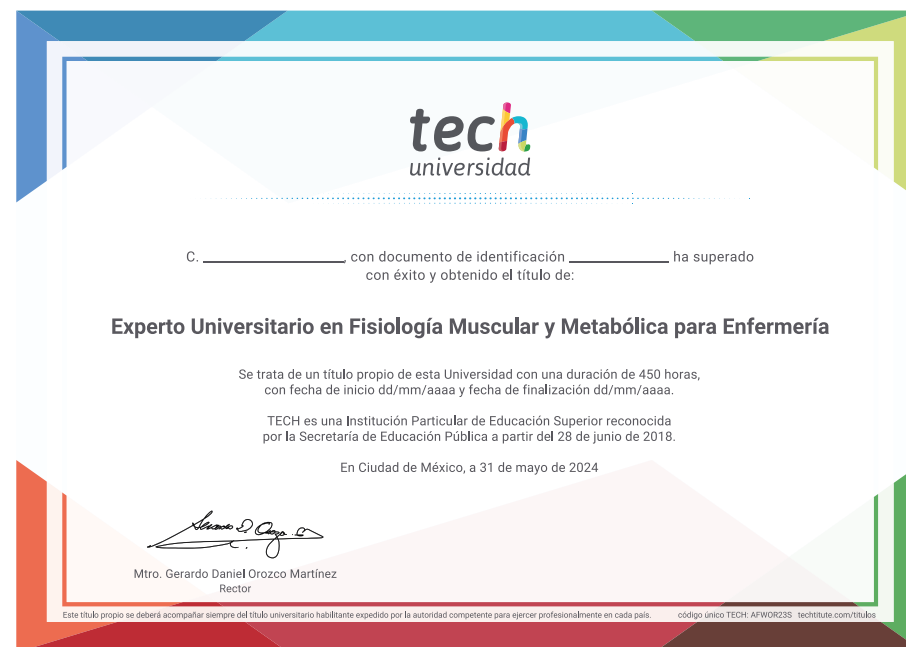 tech
universidad
C. ____________, con documento de identificación ____________ ha superado
con éxito y obtenido el título de:
Experto Universitario en Fisiología Muscular y Metabólica para Enfermería
Se trata de un título propio de esta Universidad con una duración de 450 horas,
con fecha de inicio dd/mm/aaaa y fecha de finalización dd/mm/aaaa.
TECH es una Institución Particular de Educación Superior reconocida
por la Secretaría de Educación Pública a partir del 28 de junio de 2018.
En Ciudad de México, a 31 de mayo de 2024
Mtro. Gerardo Daniel Orozco Martínez
Rector
Este título propio se deberá acompañar siempre del título universitario habilitante expedido por la autoridad competente para ejercer profesionalmente en cada país. código único TECH: AFWOR23S techtitute.com/titulos